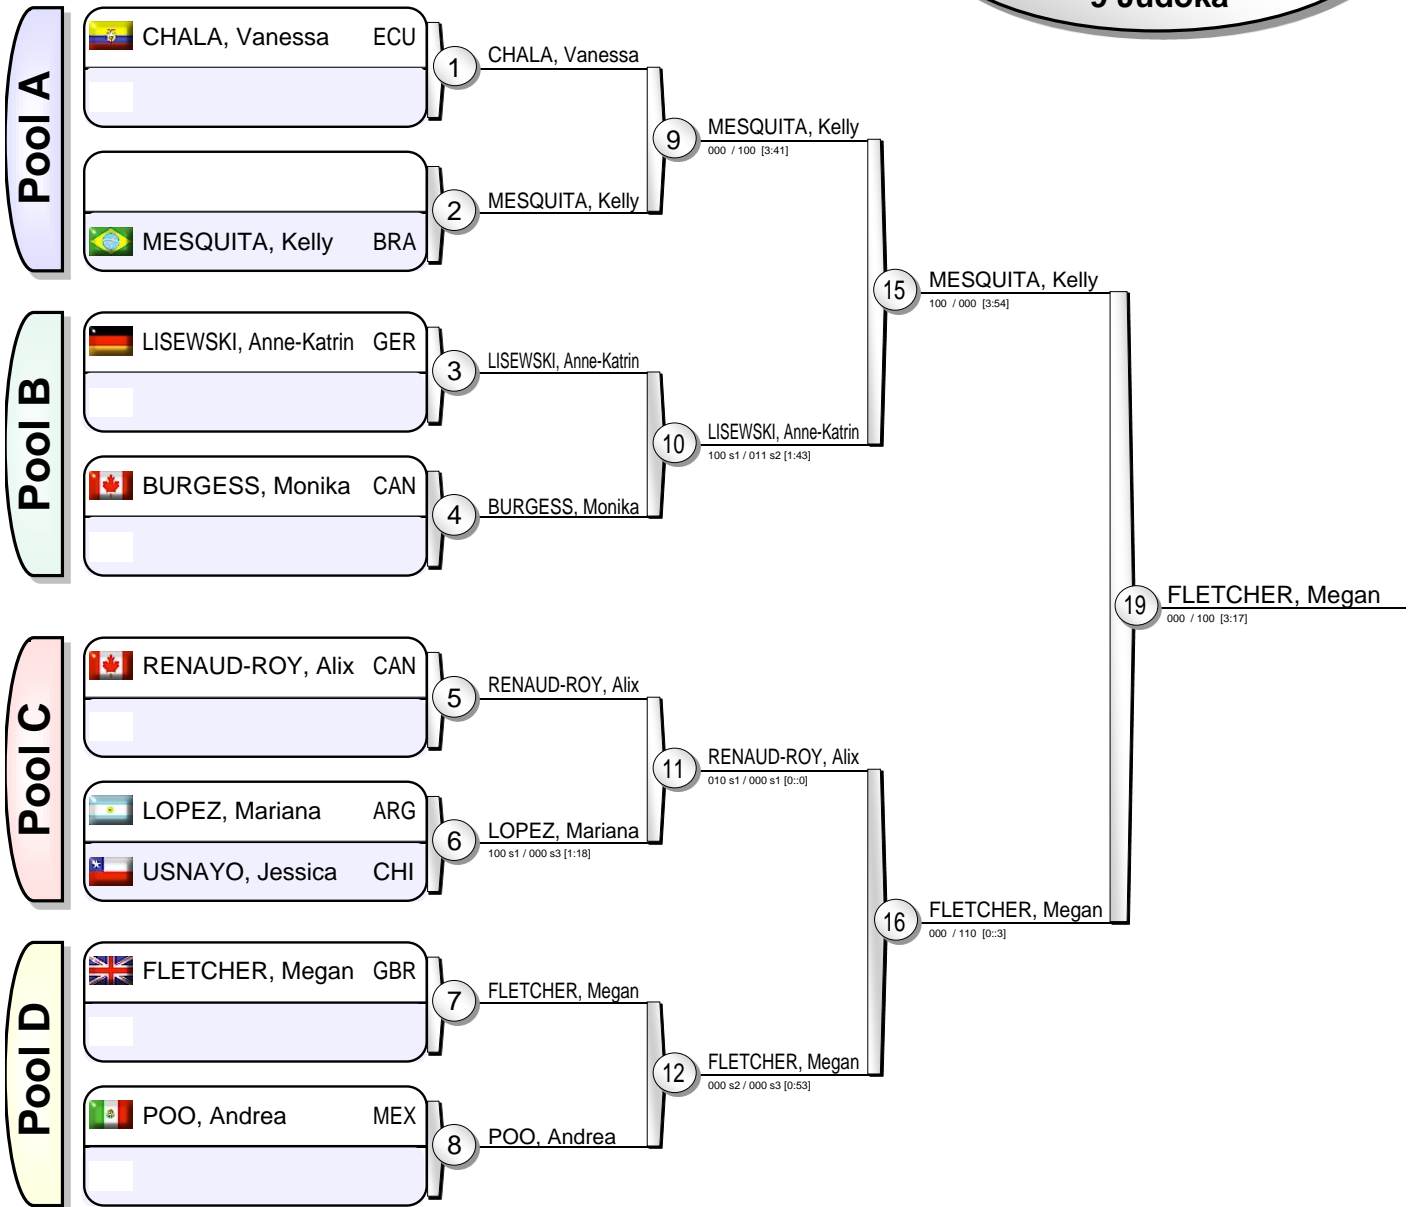 9 Judoka
Pool A
CHALA, Vanessa ECU
MESQUITA, Kelly BRA
1
CHALA, Vanessa
2
MESQUITA, Kelly
9
MESQUITA, Kelly
000 / 100 [3:41]
Pool B
LISEWSKI, Anne-Katrin GER
BURGESS, Monika CAN
3
LISEWSKI, Anne-Katrin
4
BURGESS, Monika
10
LISEWSKI, Anne-Katrin
100 s1 / 011 s2 [1:43]
15
MESQUITA, Kelly
100 / 000 [3:54]
Pool C
RENAUD-ROY, Alix CAN
LOPEZ, Mariana ARG
USNAYO, Jessica CHI
5
RENAUD-ROY, Alix
6
LOPEZ, Mariana
100 s1 / 000 s3 [1:18]
11
RENAUD-ROY, Alix
010 s1 / 000 s1 [0::0]
Pool D
FLETCHER, Megan GBR
POO, Andrea MEX
7
FLETCHER, Megan
8
POO, Andrea
12
FLETCHER, Megan
000 s2 / 000 s3 [0:53]
16
FLETCHER, Megan
000 / 110 [0::3]
19
FLETCHER, Megan
000 / 100 [3:17]